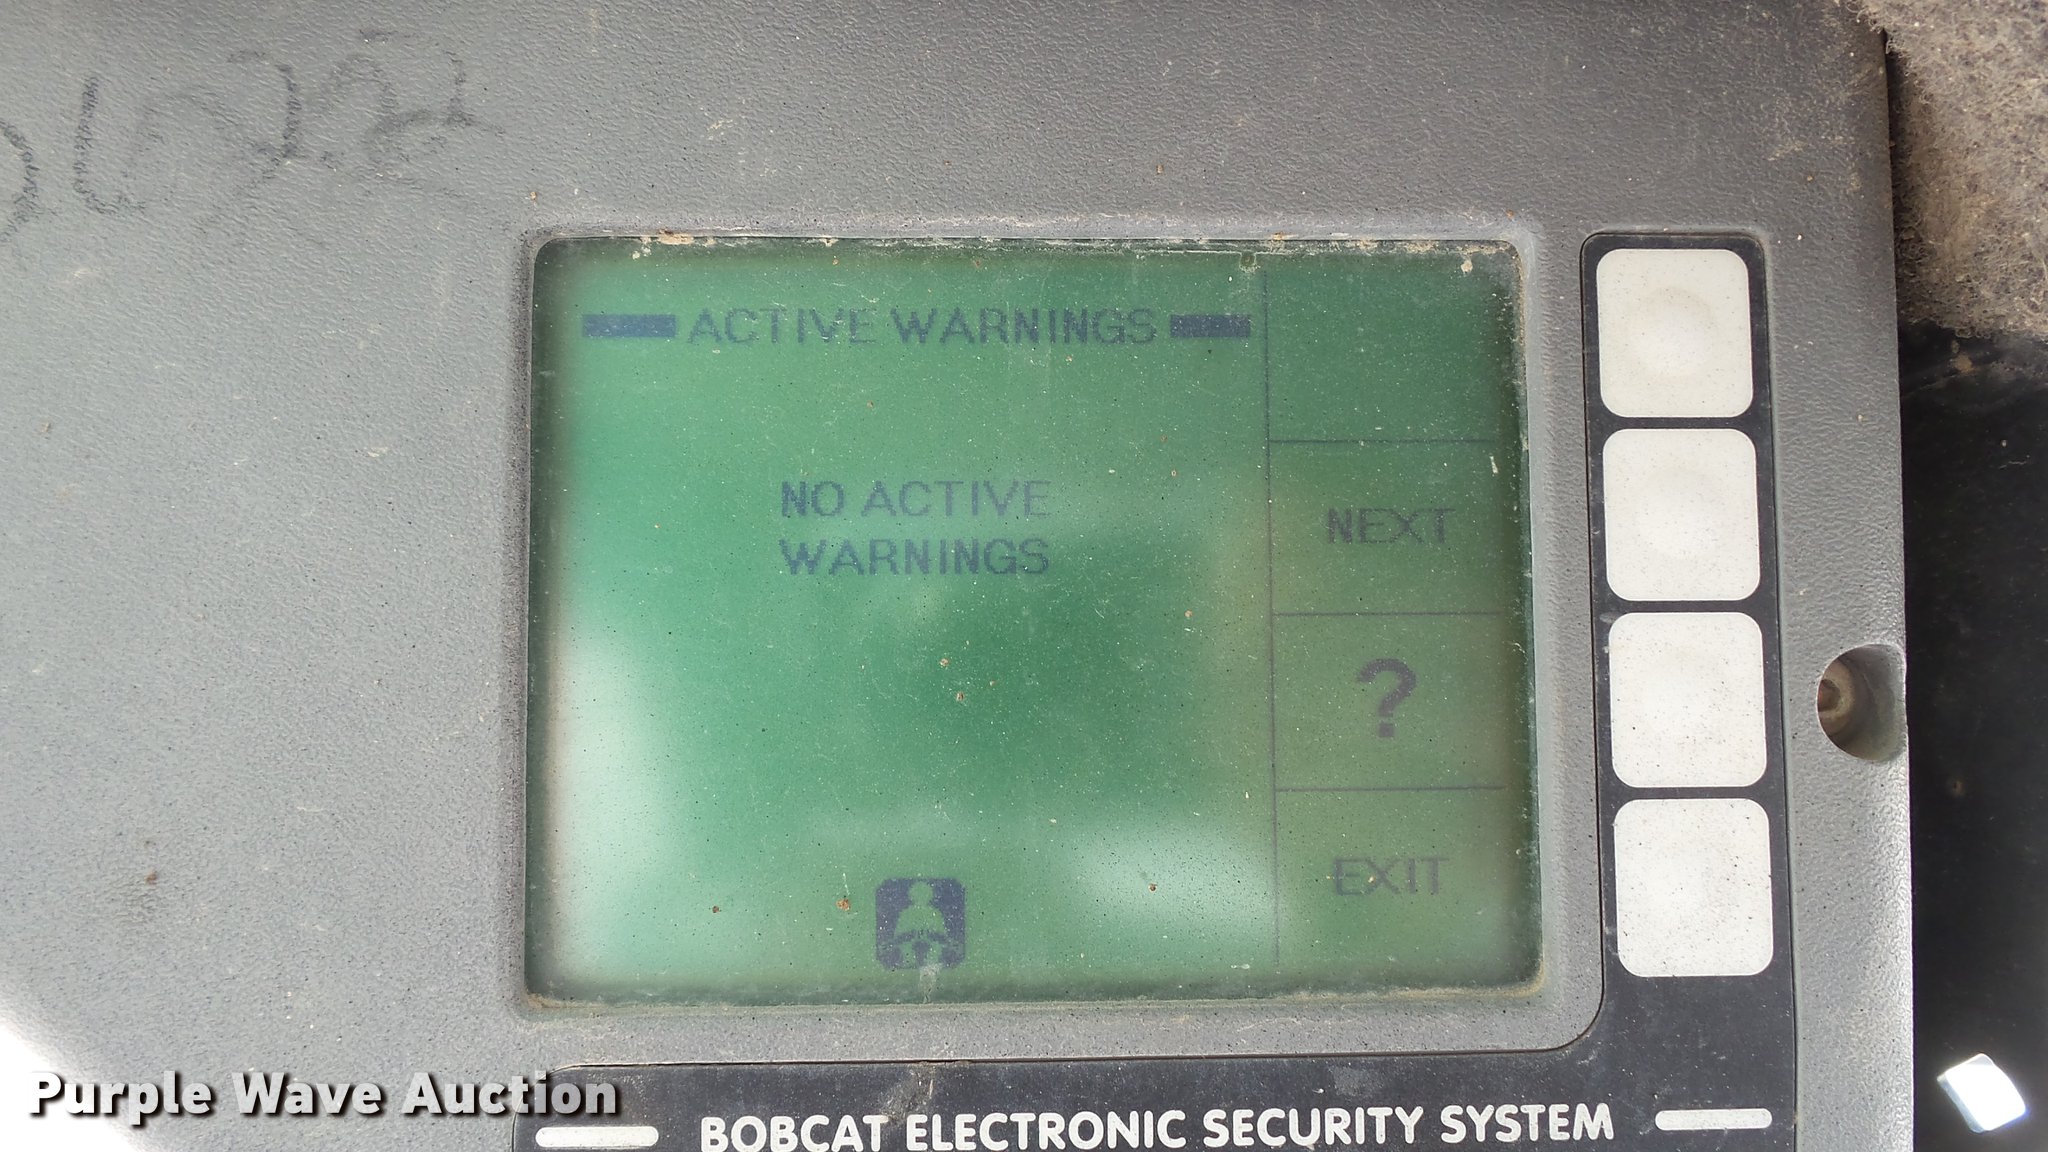 ACTIVE WARNINGS
NO ACTIVE
WARNINGS
NEXT
?
EXIT
Purple Wave Auction
BOBCAT ELECTRONIC SECURITY SYSTEM